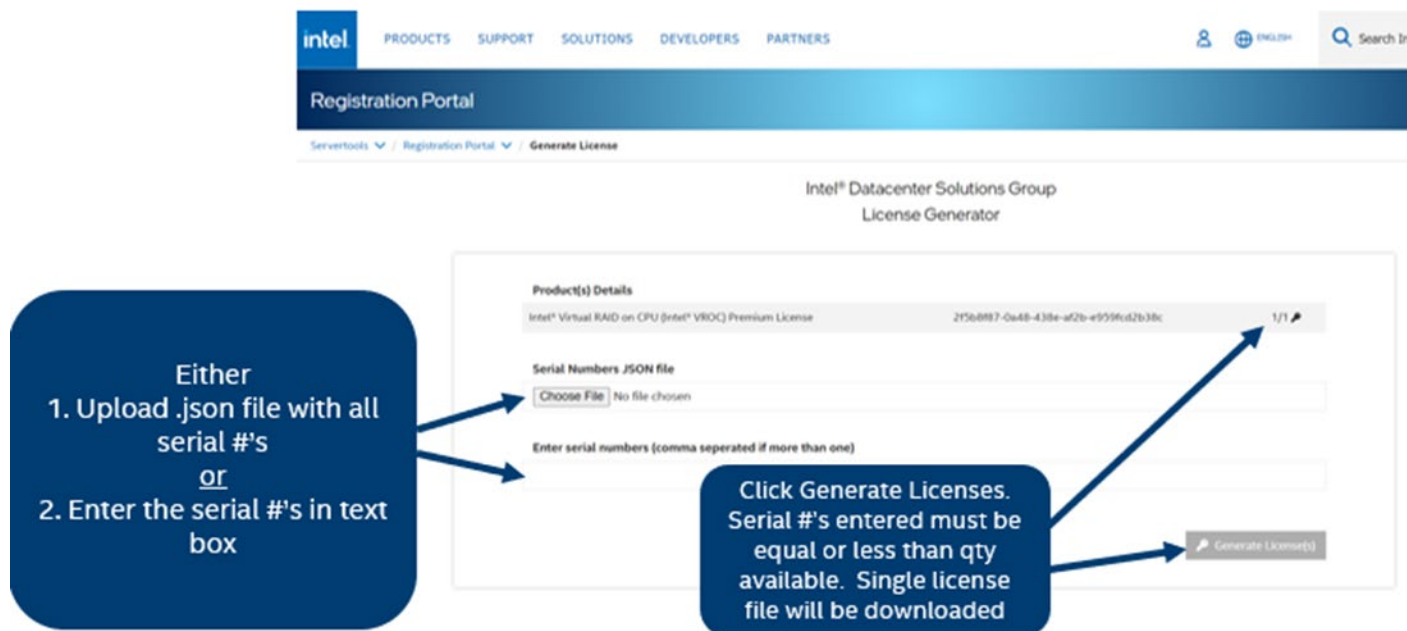 intel.
PRODUCTS SUPPORT SOLUTIONS DEVELOPERS PARTNERS
ENGLISH
Search In
Registration Portal
Servertools / Registration Portal / Generate License
Intel® Datacenter Solutions Group
License Generator
Product(s) Details
Intel® Virtual RAID on CPU (Intel® VROC) Premium License 2f5b8f87-0a48-438e-af2b-e959fcd2b38c 1/1
Serial Numbers JSON file
Choose File No file chosen
Enter serial numbers (comma seperated if more than one)
Generate License(s)
Either
1. Upload .json file with all
serial #'s
or
2. Enter the serial #'s in text
box
Click Generate Licenses.
Serial #'s entered must be
equal or less than qty
available. Single license
file will be downloaded